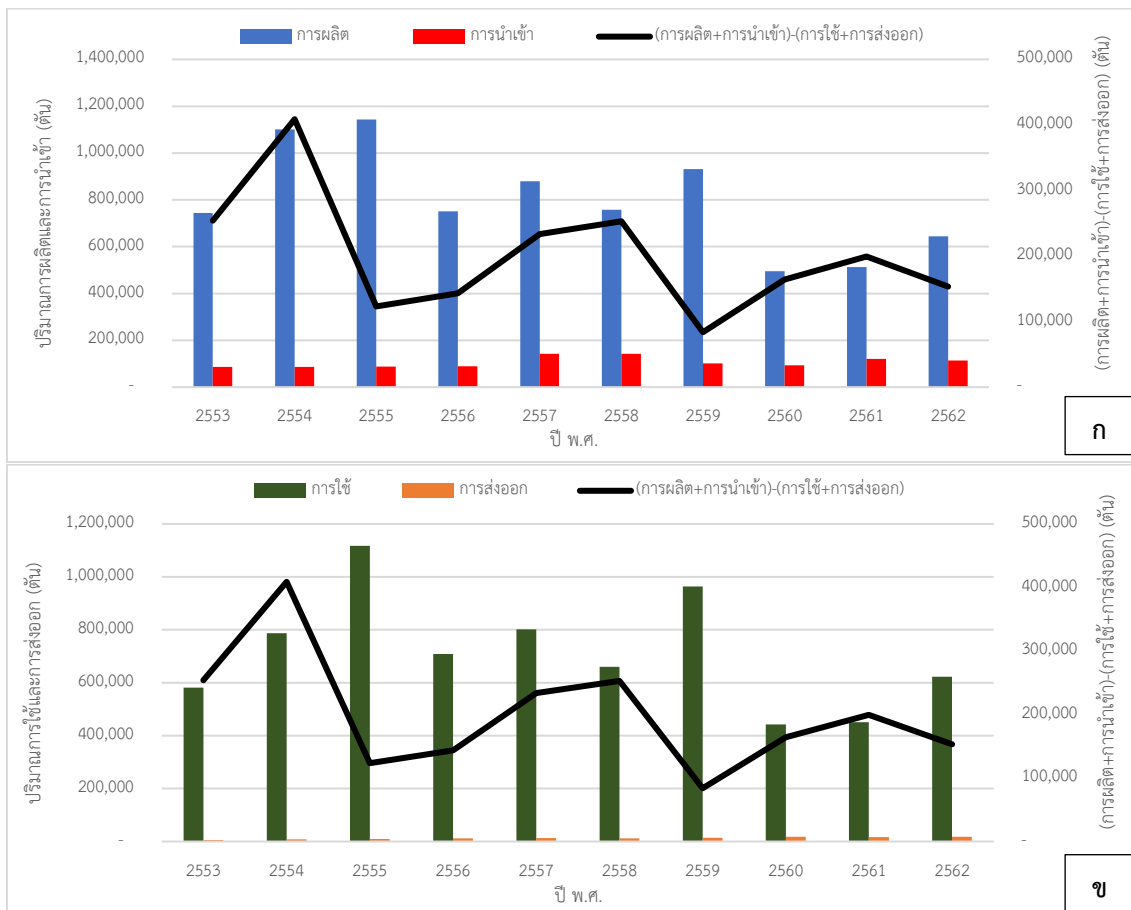 การผลิต การนำเข้า (การผลิต+การนำเข้า)-(การใช้+การส่งออก)
ปริมาณการผลิตและการนำเข้า (ตัน)
1,400,000
1,200,000
1,000,000
800,000
600,000
400,000
200,000
-
500,000
400,000
300,000
200,000
100,000
-
(การผลิต+การนำเข้า)-(การใช้+การส่งออก) (ตัน)
2553 2554 2555 2556 2557 2558 2559 2560 2561 2562
ปี พ.ศ.
ก
การใช้ การส่งออก (การผลิต+การนำเข้า)-(การใช้+การส่งออก)
ปริมาณการใช้และการส่งออก (ตัน)
1,200,000
1,000,000
800,000
600,000
400,000
200,000
-
500,000
400,000
300,000
200,000
100,000
-
(การผลิต+การนำเข้า)-(การใช้+การส่งออก) (ตัน)
2553 2554 2555 2556 2557 2558 2559 2560 2561 2562
ปี พ.ศ.
ข